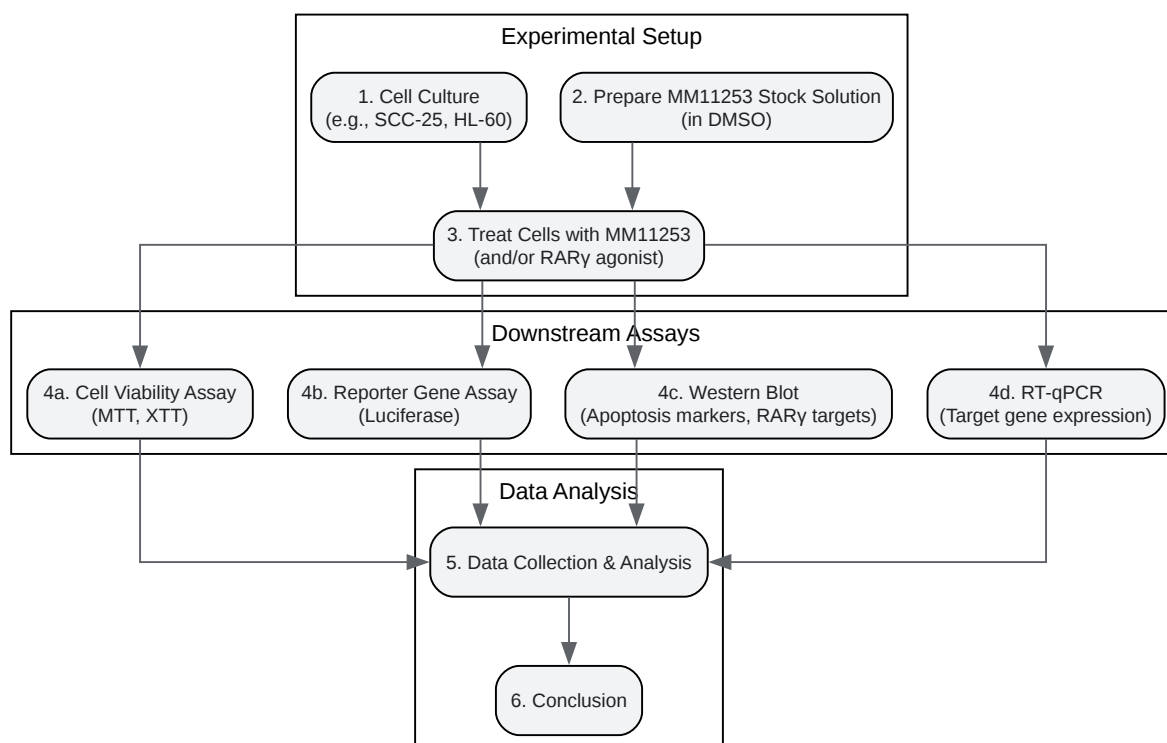 Experimental Setup
1. Cell Culture
(e.g., SCC-25, HL-60)
2. Prepare MM11253 Stock Solution
(in DMSO)
3. Treat Cells with MM11253
(and/or RARγ agonist)
Downstream Assays
4a. Cell Viability Assay
(MTT, XTT)
4b. Reporter Gene Assay
(Luciferase)
4c. Western Blot
(Apoptosis markers, RARγ targets)
4d. RT-qPCR
(Target gene expression)
Data Analysis
5. Data Collection & Analysis
6. Conclusion